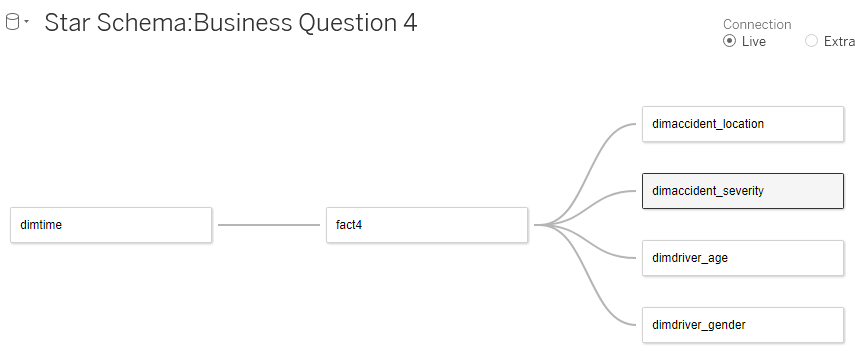 Star Schema:Business Question 4
Connection
Live
Extra
dimaccident_location
dimaccident_severity
dimtime
fact4
dimdriver_age
dimdriver_gender